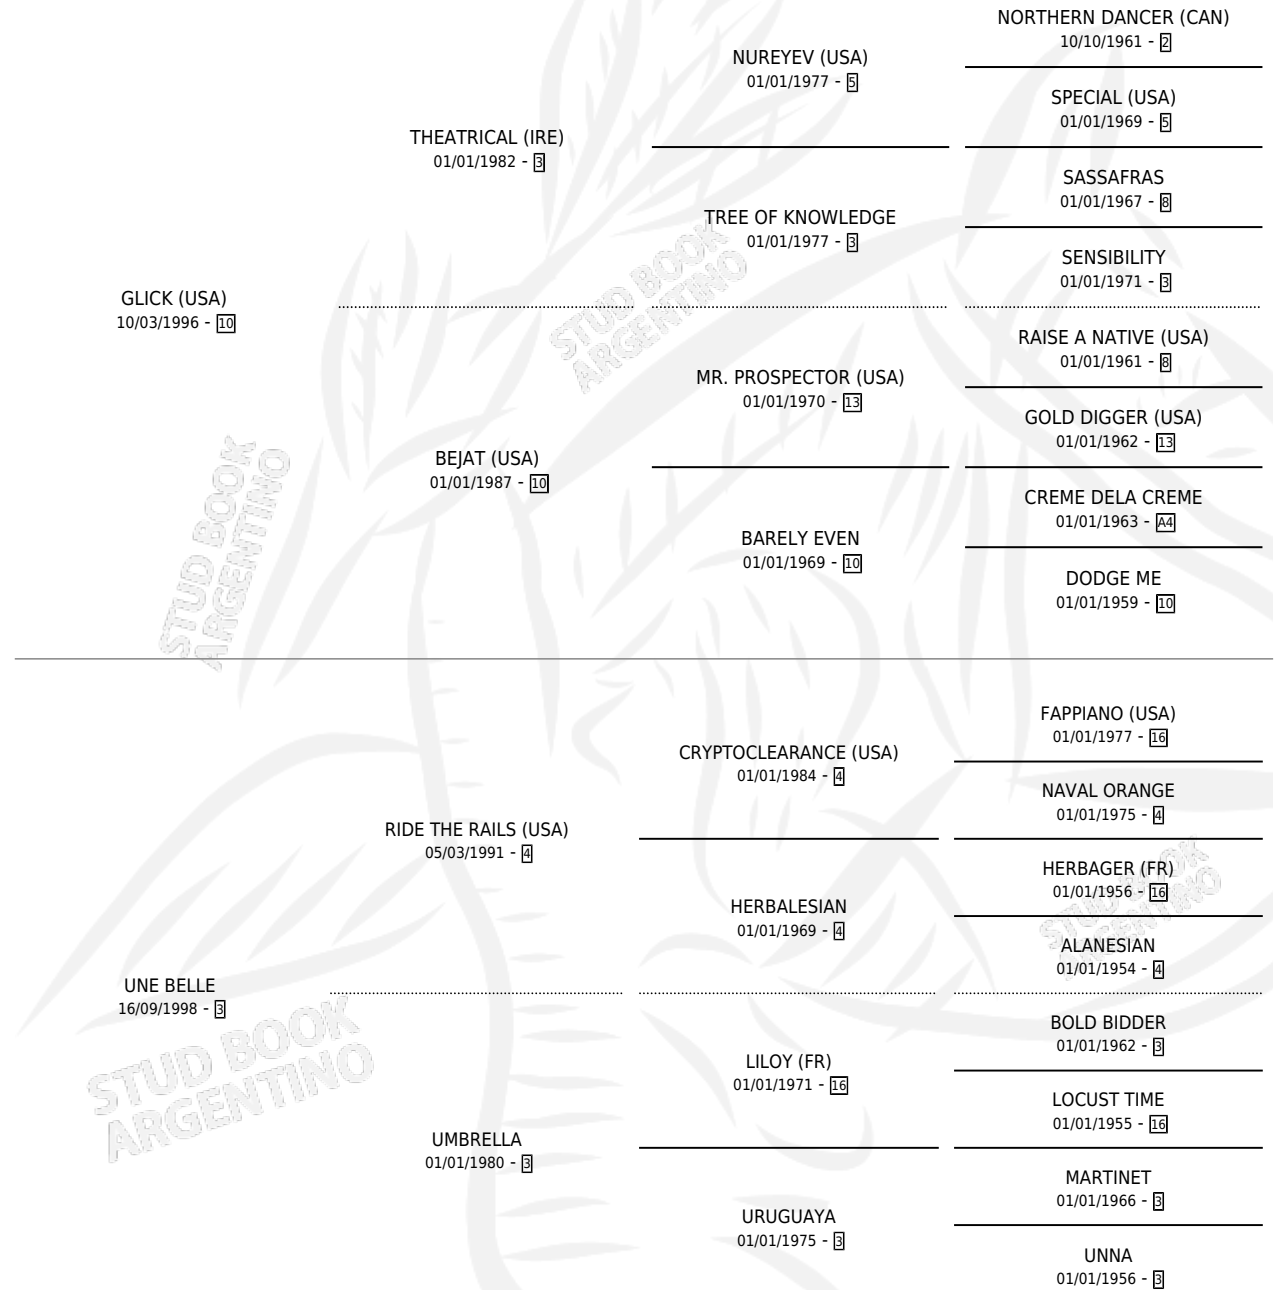 NORTHERN DANCER (CAN)
10/10/1961 - 2
NUREYEV (USA)
01/01/1977 - 5
SPECIAL (USA)
01/01/1969 - 5
THEATRICAL (IRE)
01/01/1982 - 3
SASSAFRAS
01/01/1967 - 8
TREE OF KNOWLEDGE
01/01/1977 - 3
SENSIBILITY
01/01/1971 - 3
GLICK (USA)
10/03/1996 - 10
STUD BOOK
ARGENTINO
RAISE A NATIVE (USA)
01/01/1961 - 8
MR. PROSPECTOR (USA)
01/01/1970 - 13
GOLD DIGGER (USA)
01/01/1962 - 13
BEJAT (USA)
01/01/1987 - 10
STUD BOOK
ARGENTINO
CREME DELA CREME
01/01/1963 - A4
BARELY EVEN
01/01/1969 - 10
DODGE ME
01/01/1959 - 10
FAPPIANO (USA)
01/01/1977 - 16
CRYPTOCLEARANCE (USA)
01/01/1984 - 4
NAVAL ORANGE
01/01/1975 - 4
RIDE THE RAILS (USA)
05/03/1991 - 4
HERBAGER (FR)
01/01/1956 - 16
STUD BOOK
ARGENTINO
HERBALESIAN
01/01/1969 - 4
ALANESIAN
01/01/1954 - 4
UNE BELLE
16/09/1998 - 3
STUD BOOK
ARGENTINO
BOLD BIDDER
01/01/1962 - 3
LILOY (FR)
01/01/1971 - 16
LOCUST TIME
01/01/1955 - 16
UMBRELLA
01/01/1980 - 3
MARTINET
01/01/1966 - 3
URUGUAYA
01/01/1975 - 3
UNNA
01/01/1956 - 3